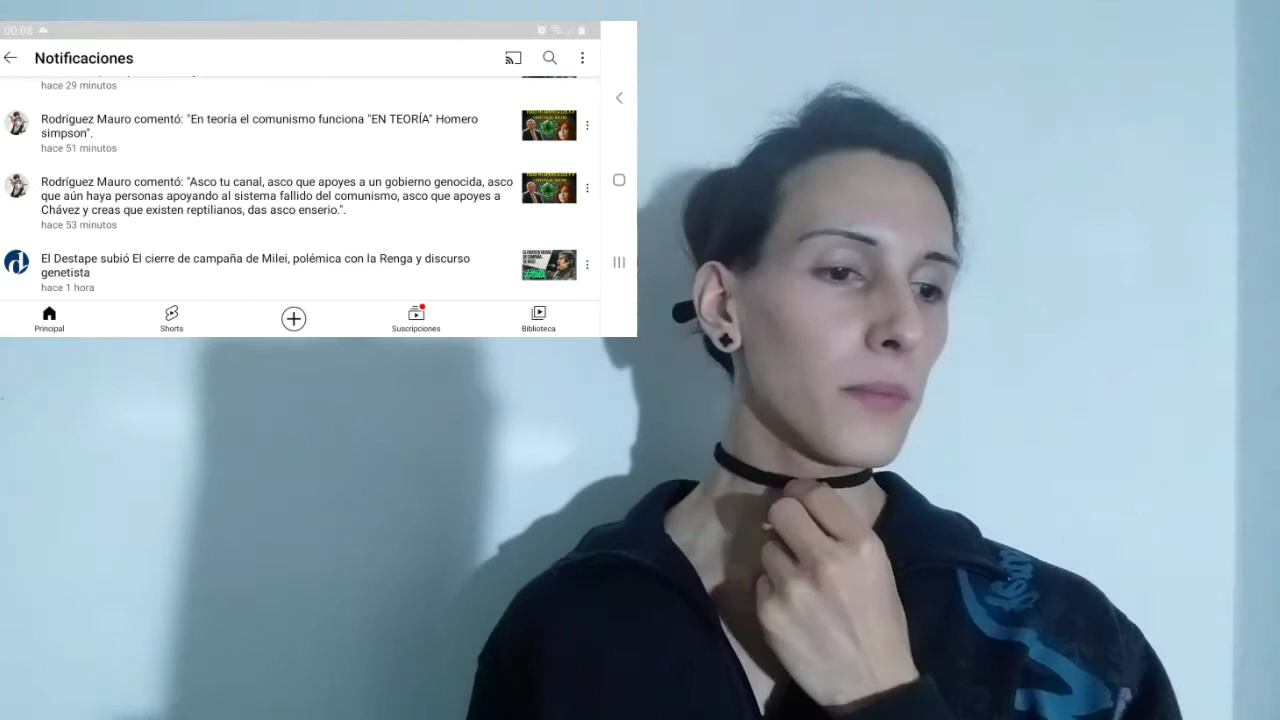 00:08
Notificaciones
hace 29 minutos
Rodríguez Mauro comentó: "En teoría el comunismo funciona "EN TEORÍA" Homero
simpson".
hace 51 minutos
Rodríguez Mauro comentó: "Asco tu canal, asco que apoyes a un gobierno genocida, asco
que aún haya personas apoyando al sistema fallido del comunismo, asco que apoyes a
Chávez y creas que existen reptilianos, das asco enserio.".
hace 53 minutos
El Destape subió El cierre de campaña de Milei, polémica con la Renga y discurso
genetista
hace 1 hora
Principal
Shorts
Suscripciones
Biblioteca